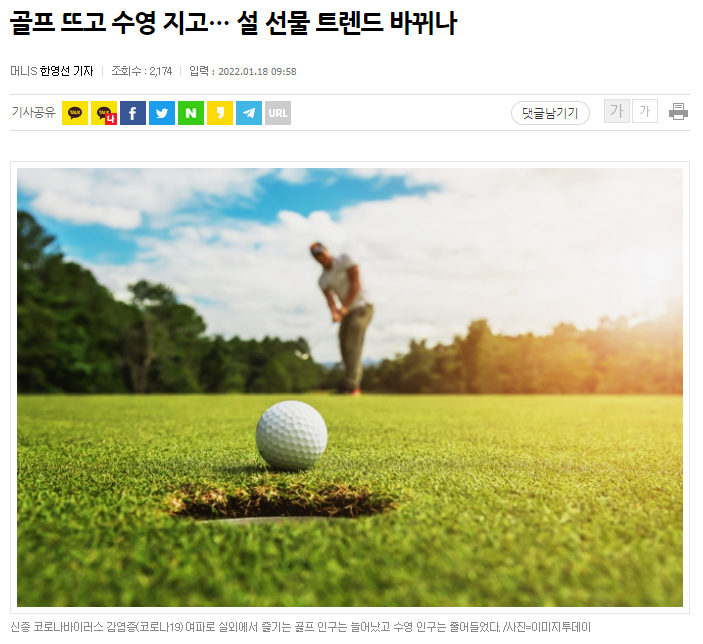 골프 뜨고 수영 지고… 설 선물 트렌드 바뀌나
머니S 한영선 기자 | 조회수 : 2,174 | 입력 : 2022.01.18 09:58
기사공유 TALK TALK 나 f N URL 댓글남기기 가 가
신종 코로나바이러스 감염증(코로나19) 여파로 실외에서 즐기는 골프 인구는 늘어났고 수영 인구는 줄어들었다./사진=이미지투데이